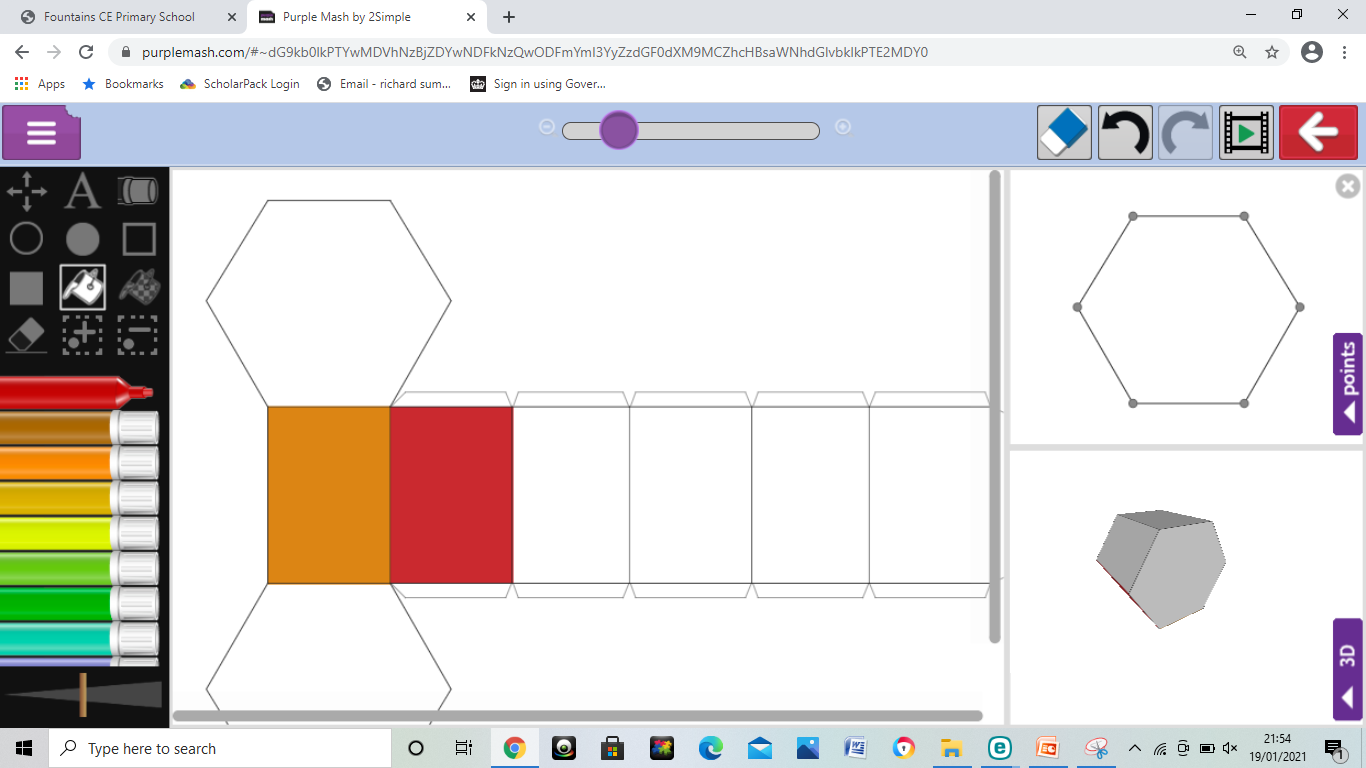 Fountains CE Primary School
Purple Mash by 2Simple
purplemash.com/#~dG9kb0lkPTYwMDVhNzBjZDYwNDFkNzQwODFmYmI3YyZzdGF0dXM9MCZhcHBsaWNhdGlvbklkPTE2MDY0
Apps
Bookmarks
ScholarPack Login
Email - richard sum...
Sign in using Gover...
A
points
3D
Type here to search
21:54
19/01/2021
1